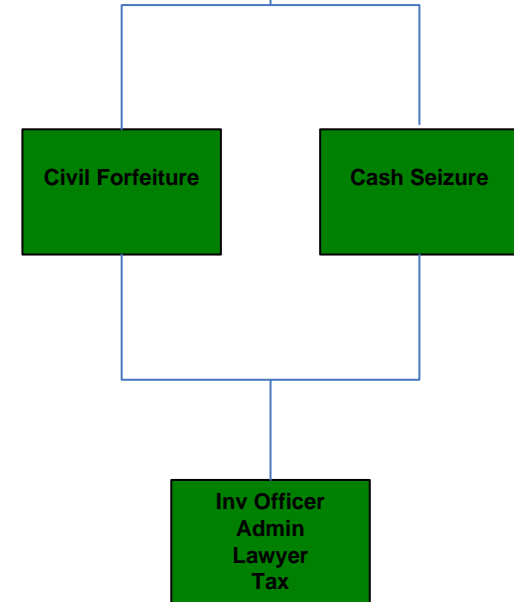 Civil Forfeiture
Cash Seizure
Inv Officer
Admin
Lawyer
Tax